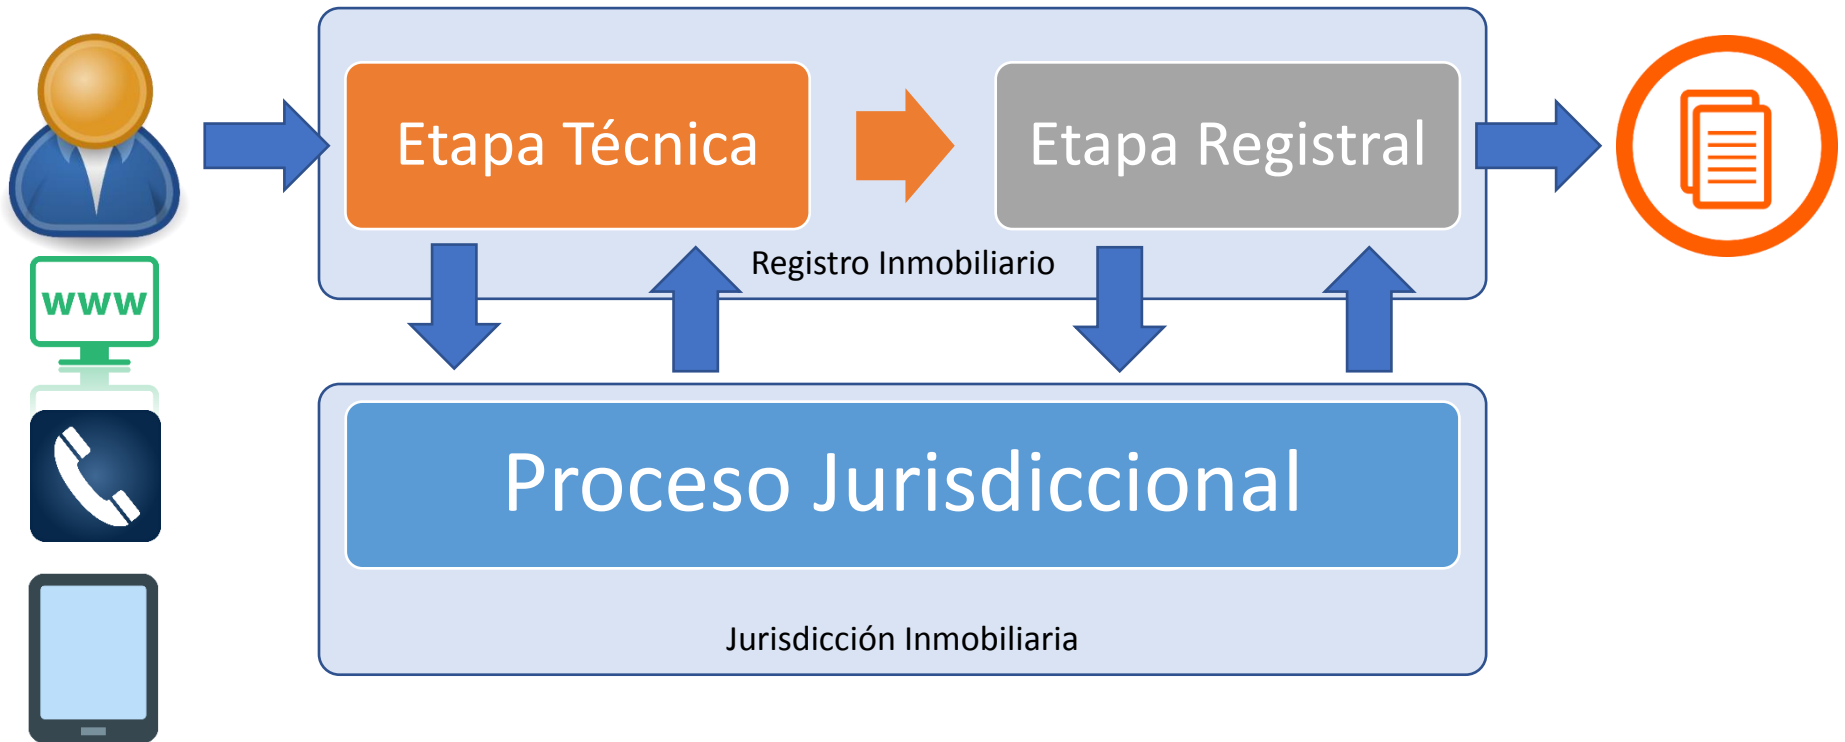 Etapa Técnica
Etapa Registral
Registro Inmobiliario
www
Proceso Jurisdiccional
Jurisdicción Inmobiliaria